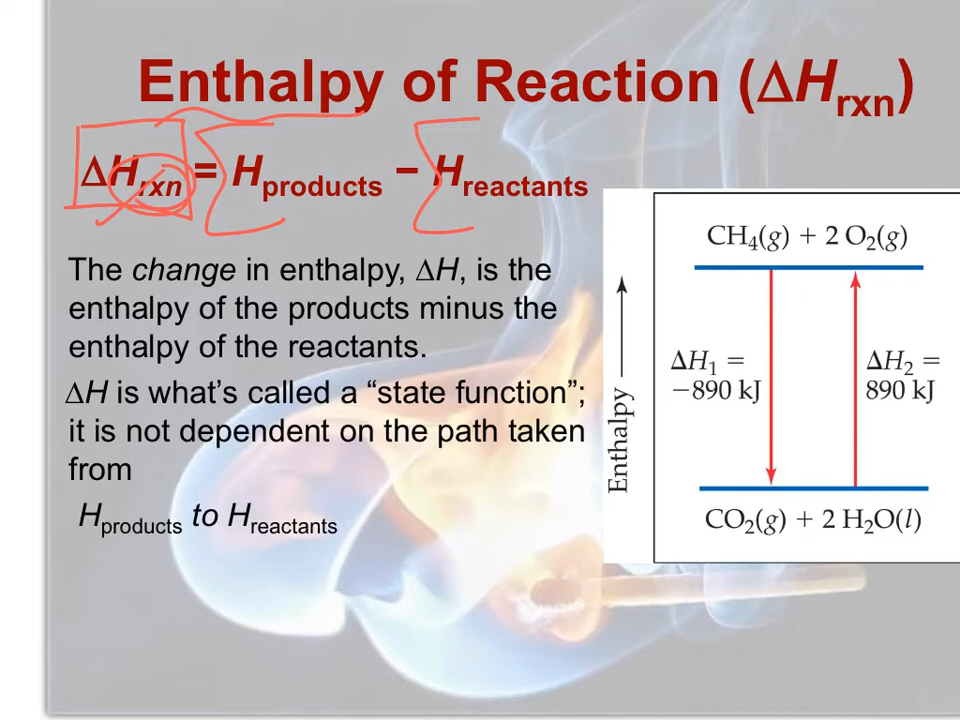 Enthalpy of Reaction (ΔHrxn)
ΔHrxn = Hproducts − Hreactants
The change in enthalpy, ΔH, is the
enthalpy of the products minus the
enthalpy of the reactants.
ΔH is what’s called a “state function”;
it is not dependent on the path taken
from
Hproducts to Hreactants
CH4(g) + 2 O2(g)
Enthalpy
ΔH1 =
−890 kJ
ΔH2 =
890 kJ
CO2(g) + 2 H2O(l)